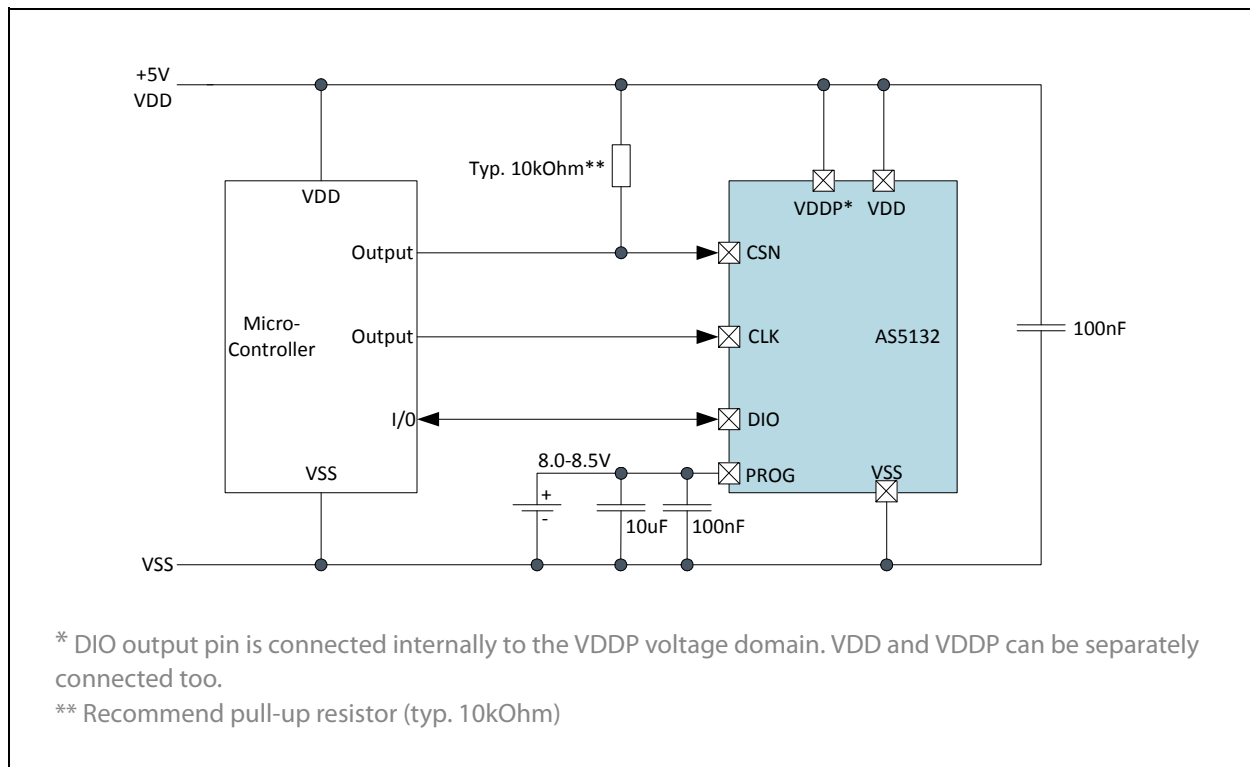 +5V
VDD
Typ. 10kOhm**
VDD
VDDP* VDD
Output
CSN
Micro-
Controller
Output
CLK
AS5132
100nF
I/0
DIO
8.0-8.5V
VSS
PROG
VSS
+
-
10uF
100nF
VSS
* DIO output pin is connected internally to the VDDP voltage domain. VDD and VDDP can be separately
connected too.
** Recommend pull-up resistor (typ. 10kOhm)